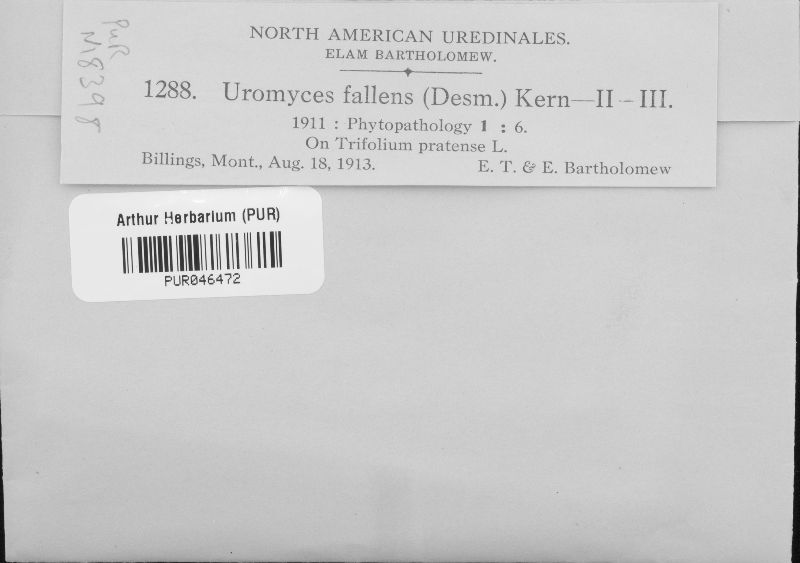 PUR
N18398
NORTH AMERICAN UREDINALES.
ELAM BARTHOLOMEW.
1288. Uromyces fallens (Desm.) Kern—II–III.
1911 : Phytopathology 1 : 6.
On Trifolium pratense L.
Billings, Mont., Aug. 18, 1913. E. T. & E. Bartholomew
Arthur Herbarium (PUR)
PUR046472